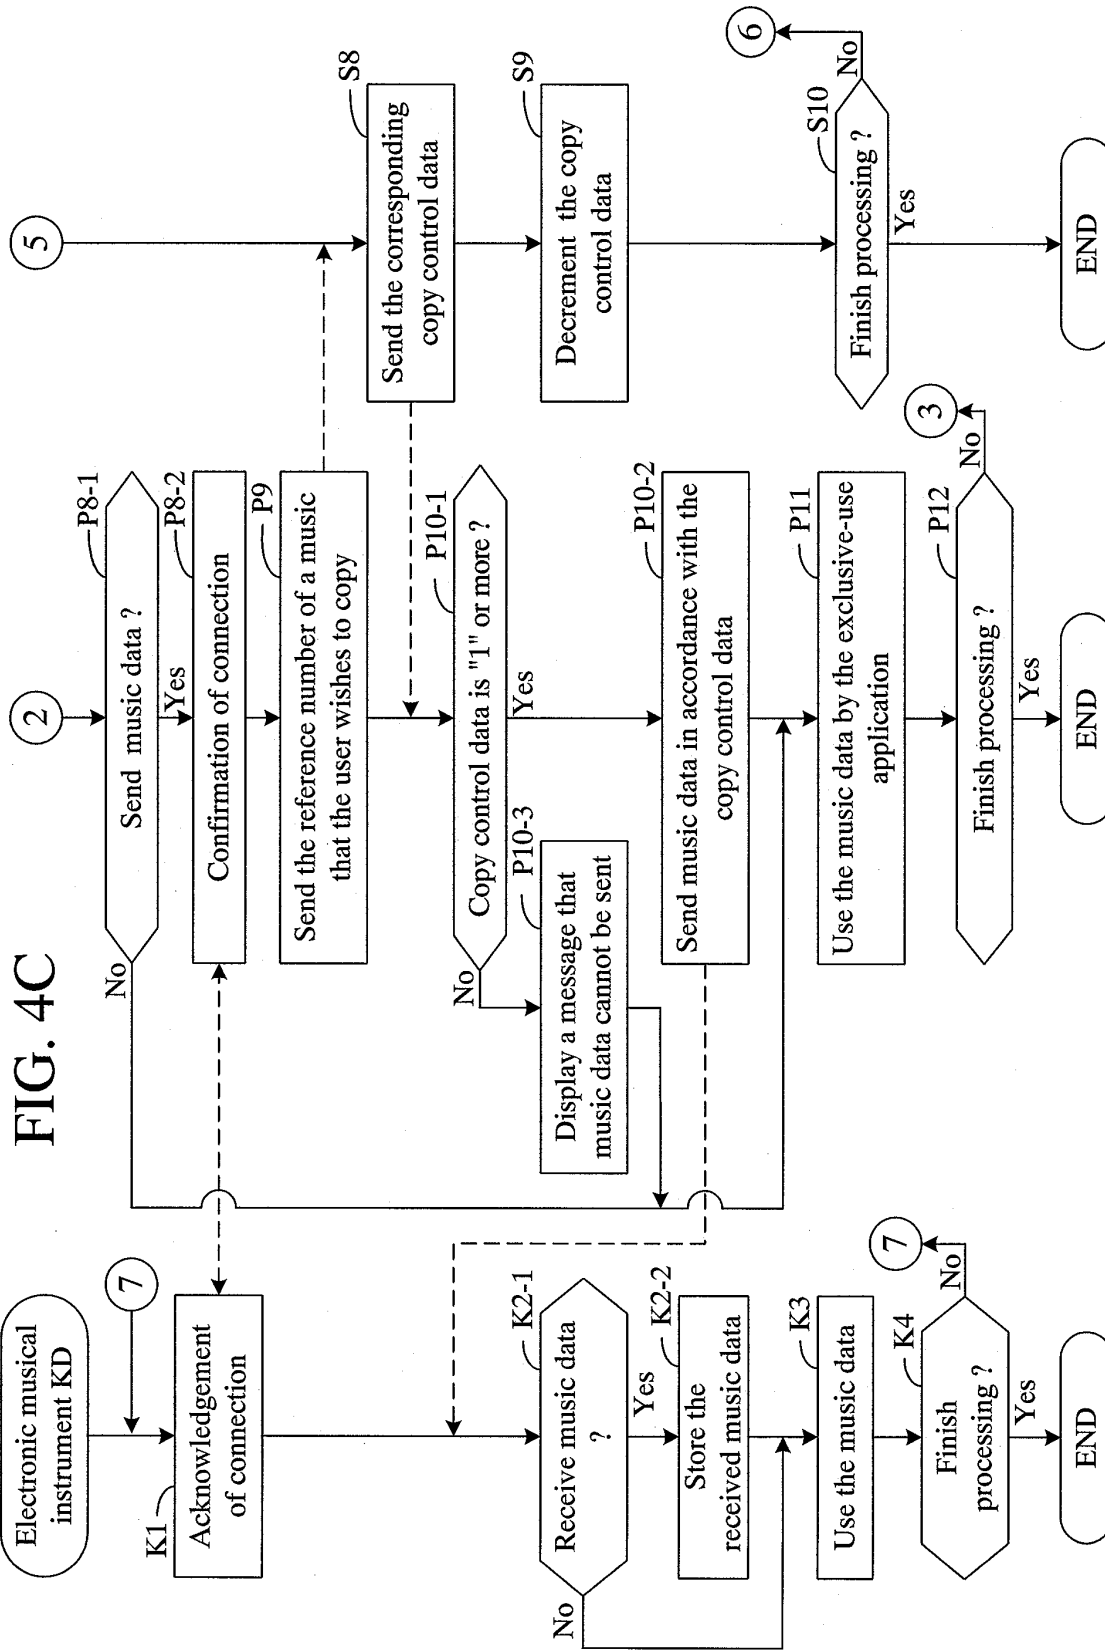 FIG. 4C
Electronic musical
instrument KD
7
K1
Acknowledgement
of connection
K2-1
Receive music data
?
No
Yes
K2-2
Store the
received music data
K3
Use the music data
K4
Finish
processing ?
No
7
Yes
END
2
P8-1
Send music data ?
No
Yes
P8-2
Confirmation of connection
P9
Send the reference number of a music
that the user wishes to copy
P10-1
Copy control data is "1" or more ?
No
Yes
P10-3
Display a message that
music data cannot be sent
P10-2
Send music data in accordance with the
copy control data
P11
Use the music data by the exclusive-use
application
P12
Finish processing ?
No
3
Yes
END
5
S8
Send the corresponding
copy control data
S9
Decrement the copy
control data
S10
Finish processing ?
No
6
Yes
END